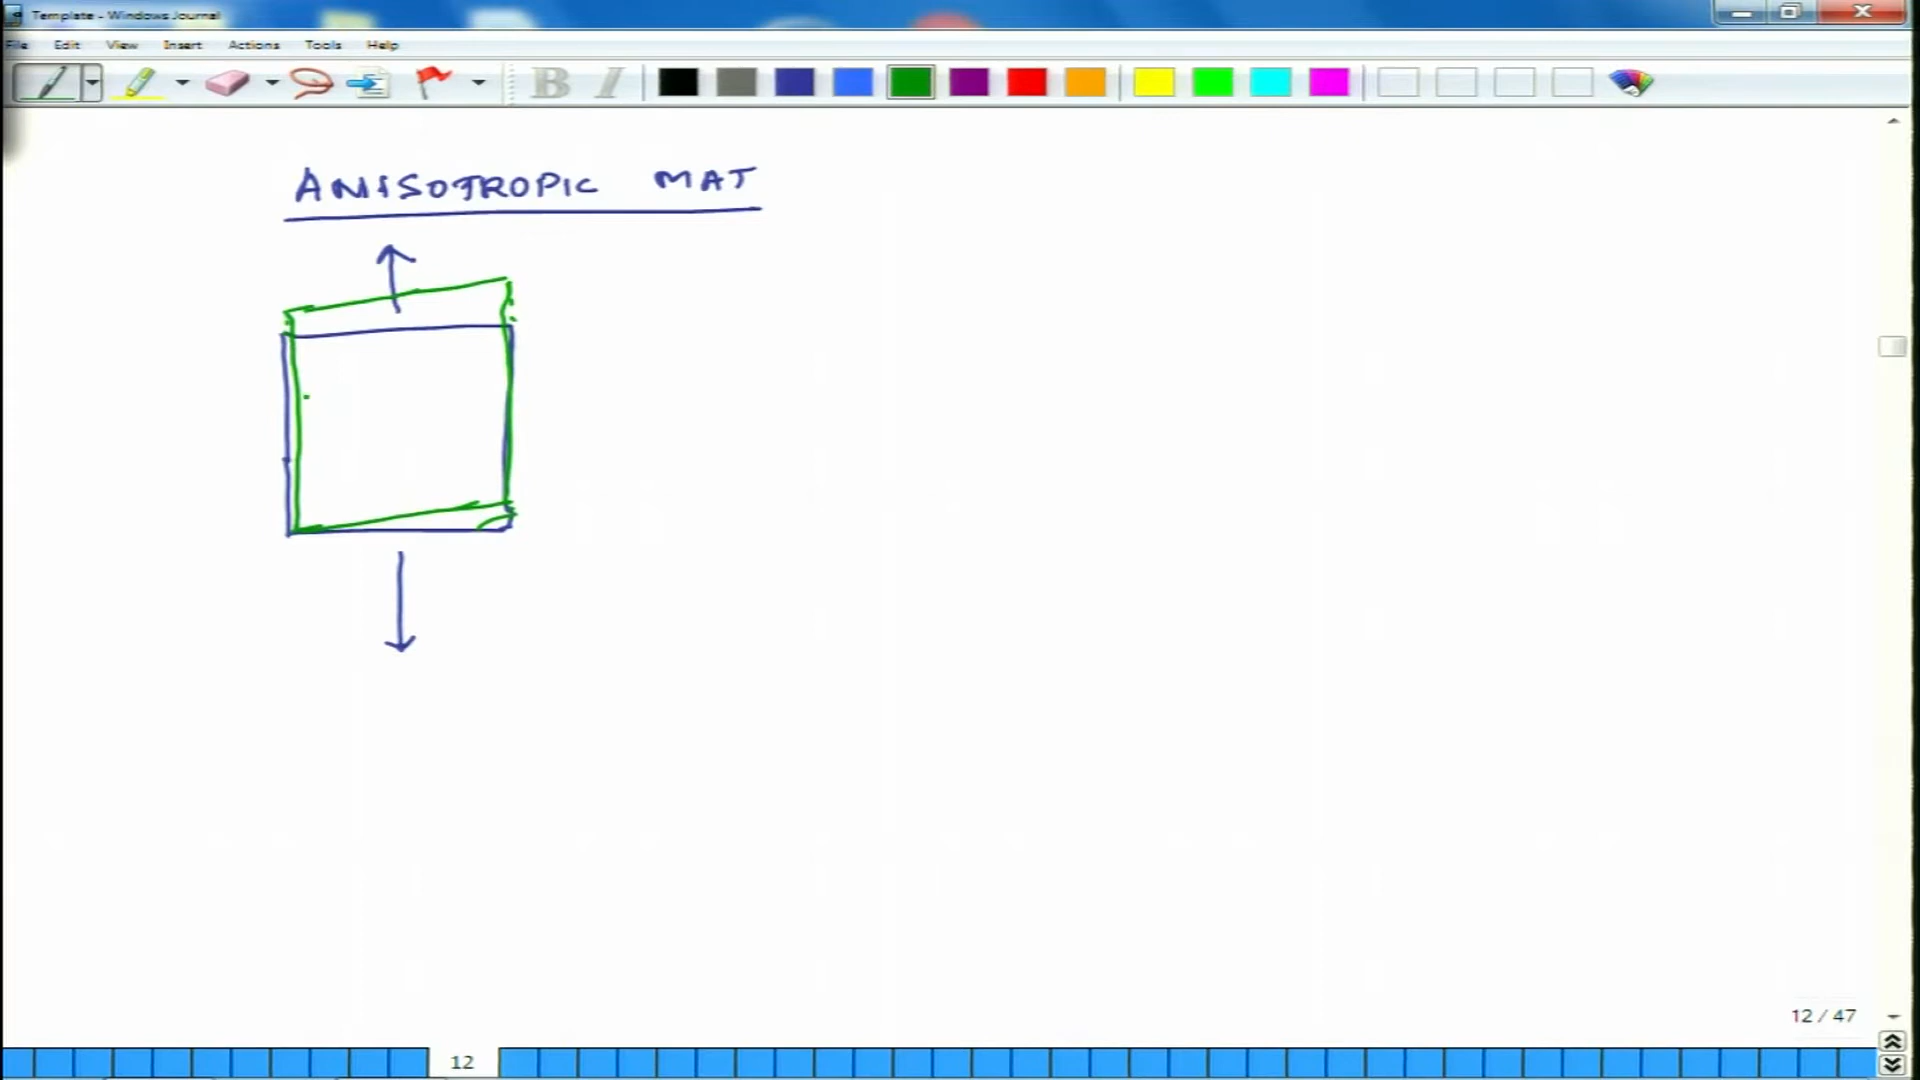 Template - Windows Journal
File Edit View Insert Actions Tools Help
B I
ANISOTROPIC MAT
12 / 47
12